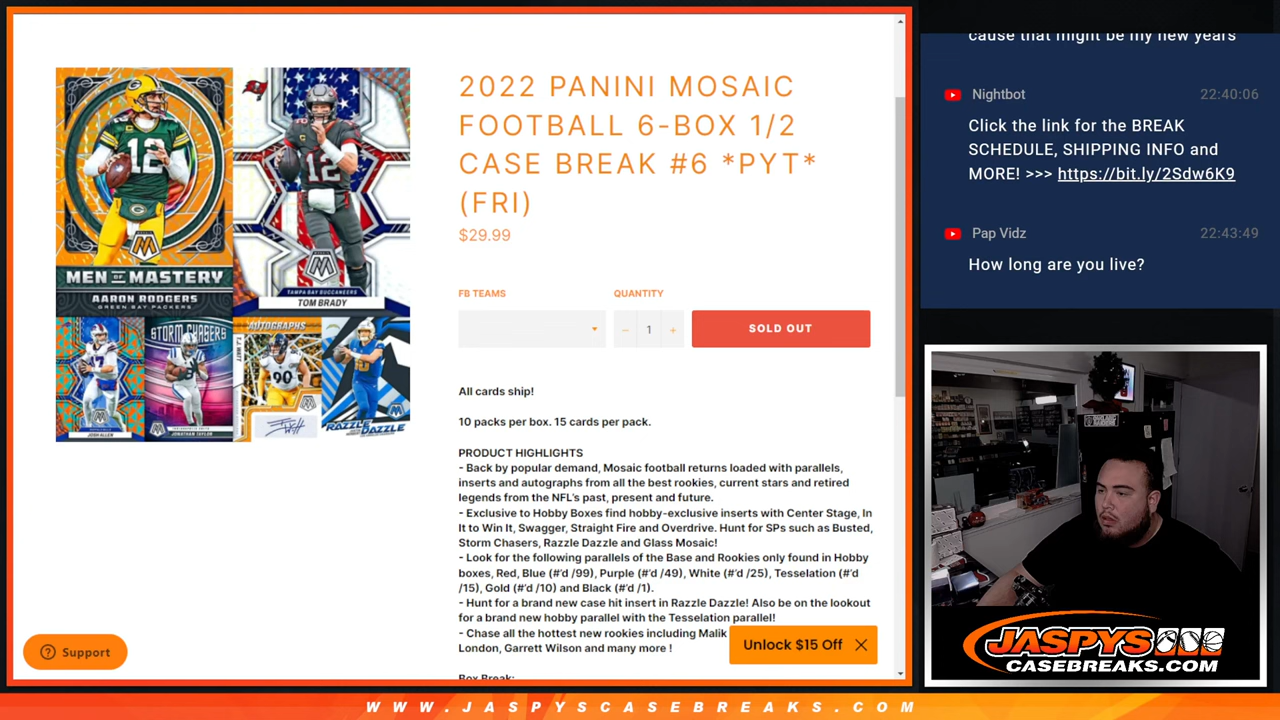 2022 PANINI MOSAIC
FOOTBALL 6-BOX 1/2
CASE BREAK #6 *PYT*
(FRI)
$29.99
FB TEAMS
QUANTITY
1
SOLD OUT
All cards ship!
10 packs per box. 15 cards per pack.
PRODUCT HIGHLIGHTS
- Back by popular demand, Mosaic football returns loaded with parallels,
inserts and autographs from all the best rookies, current stars and retired
legends from the NFL's past, present and future.
- Exclusive to Hobby Boxes find hobby-exclusive inserts with Center Stage, In
It to Win It, Swagger, Straight Fire and Overdrive. Hunt for SPs such as Busted,
Storm Chasers, Razzle Dazzle and Glass Mosaic!
- Look for the following parallels of the Base and Rookies only found in Hobby
boxes, Red, Blue (#'d /99), Purple (#'d /49), White (#'d /25), Tesselation (#'d
/15), Gold (#'d /10) and Black (#'d /1).
- Hunt for a brand new case hit insert in Razzle Dazzle! Also be on the lookout
for a brand new hobby parallel with the Tesselation parallel!
- Chase all the hottest new rookies including Malik
London, Garrett Wilson and many more !
Box Break:
Unlock $15 Off
Support
MEN OF MASTERY
AARON RODGERS
GREEN BAY PACKERS
12
12
TAMPA BAY BUCCANEERS
TOM BRADY
17
JOSH ALLEN
STORM CHASERS
JONATHAN TAYLOR
AUTOGRAPHS
T.J. WATT
90
RAZZLE
DAZZLE
cause that might be my new years
Nightbot
22:40:06
Click the link for the BREAK
SCHEDULE, SHIPPING INFO and
MORE! >>> https://bit.ly/2Sdw6K9
Pap Vidz
22:43:49
How long are you live?
JASPYS
CASEBREAKS.COM
WWW.JASPYSCASEBREAKS.COM